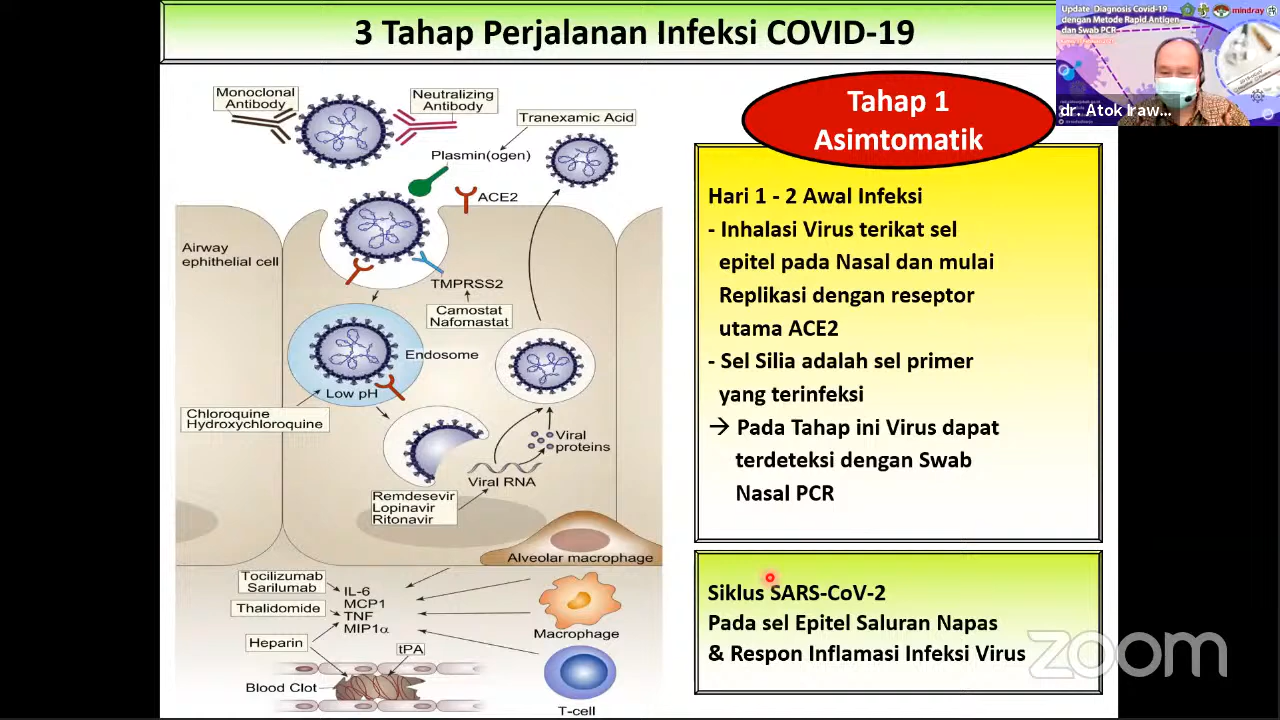 3 Tahap Perjalanan Infeksi COVID-19
Update Diagnosis Covid-19
dengan Metode Rapid Antigen
dan Swab PCR
mindray
dr. Atok Iraw...
Monoclonal
Antibody
Neutralizing
Antibody
Tranexamic Acid
Plasmin(ogen)
ACE2
Airway
ephithelial cell
TMPRSS2
Camostat
Nafomastat
Endosome
Low pH
Chloroquine
Hydroxychloroquine
Viral
proteins
Viral RNA
Remdesevir
Lopinavir
Ritonavir
Alveolar macrophage
Tocilizumab
Sarilumab
IL-6
MCP1
TNF
MIP1α
Thalidomide
Heparin
tPA
Blood Clot
Macrophage
T-cell
Tahap 1
Asimtomatik
Hari 1 - 2 Awal Infeksi
- Inhalasi Virus terikat sel
epitel pada Nasal dan mulai
Replikasi dengan reseptor
utama ACE2
- Sel Silia adalah sel primer
yang terinfeksi
→ Pada Tahap ini Virus dapat
terdeteksi dengan Swab
Nasal PCR
Siklus SARS-CoV-2
Pada sel Epitel Saluran Napas
& Respon Inflamasi Infeksi Virus
zoom